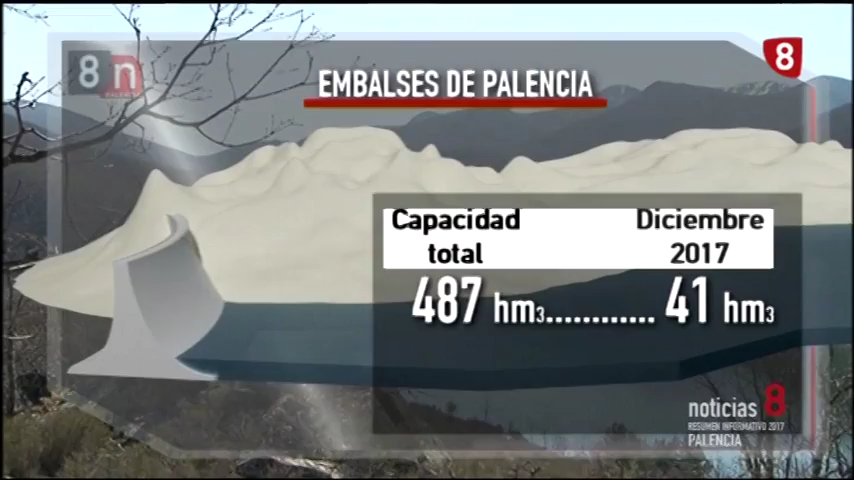 8n
8
EMBALSES DE PALENCIA
Capacidad Diciembre
total 2017
487 hm3............ 41 hm3
noticias 8
RESUMEN INFORMATIVO 2017
PALENCIA